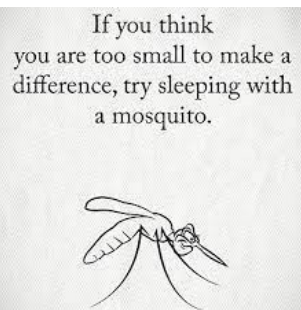 If you think
you are too small to make a
difference, try sleeping with
a mosquito.